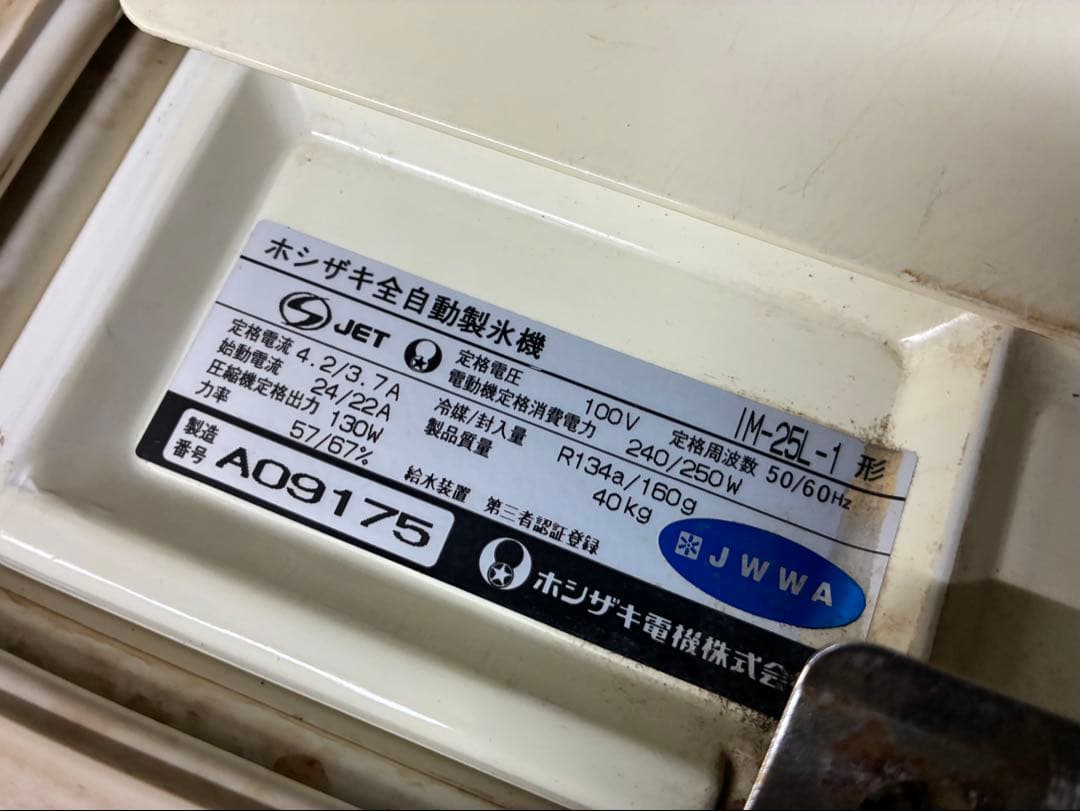 ホシザキ全自動製氷機 IM-25L-1 形
JET 定格電圧 100V 定格周波数 50/60Hz
定格電流 4.2/3.7A 電動機定格消費電力 240/250W
始動電流 24/22A 冷媒/封入量 R134a/160g
圧縮機定格出力 130W 製品質量 40kg
力率 57/67%
給水装置 第三者認証登録 JWWA
製造番号 A09175
ホシザキ電機株式会